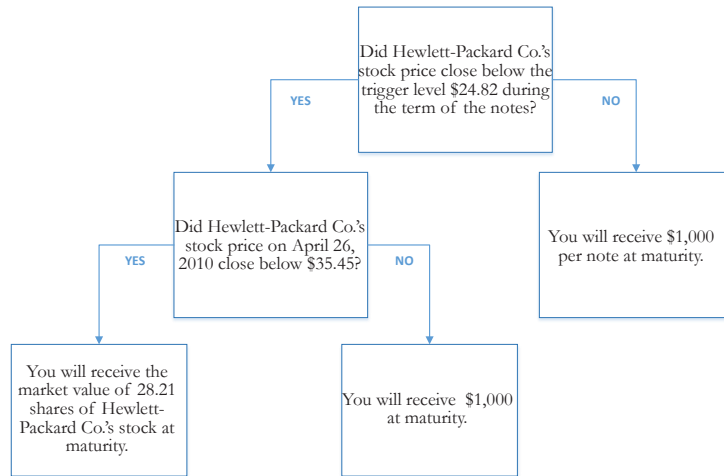 Did Hewlett-Packard Co.'s
stock price close below the
trigger level $24.82 during
the term of the notes?
YES
NO
Did Hewlett-Packard Co.'s
stock price on April 26,
2010 close below $35.45?
You will receive $1,000
per note at maturity.
YES
NO
You will receive the
market value of 28.21
shares of Hewlett-
Packard Co.'s stock at
maturity.
You will receive $1,000
at maturity.